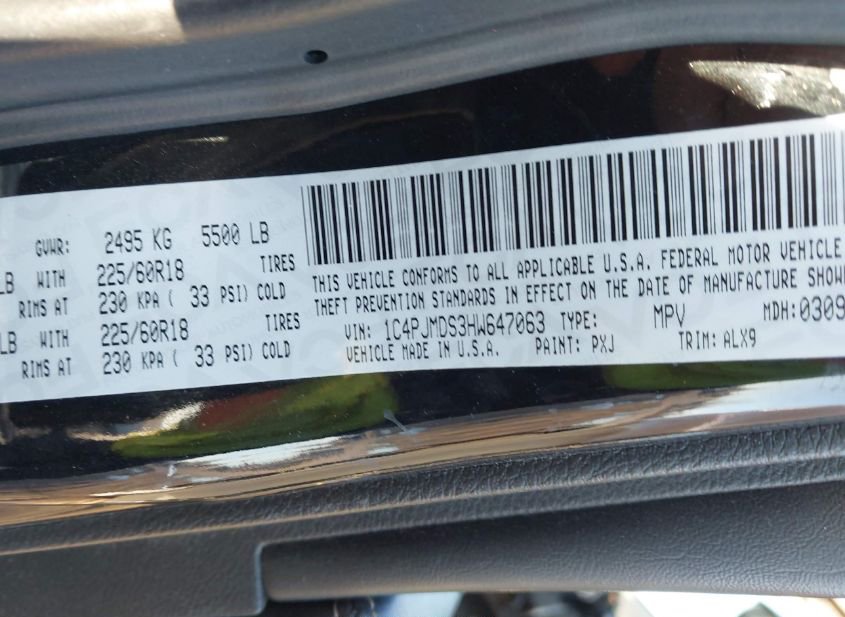 GVWR: 2495 KG 5500 LB
LB WITH 225/60R18 TIRES
RIMS AT 230 KPA ( 33 PSI) COLD
LB WITH 225/60R18 TIRES
RIMS AT 230 KPA ( 33 PSI) COLD
THIS VEHICLE CONFORMS TO ALL APPLICABLE U.S.A. FEDERAL MOTOR VEHICLE
THEFT PREVENTION STANDARDS IN EFFECT ON THE DATE OF MANUFACTURE SHOW
VIN: 1C4PJMDS3HW647063 TYPE: MPV MDH:0309
VEHICLE MADE IN U.S.A. PAINT: PXJ TRIM: ALX9